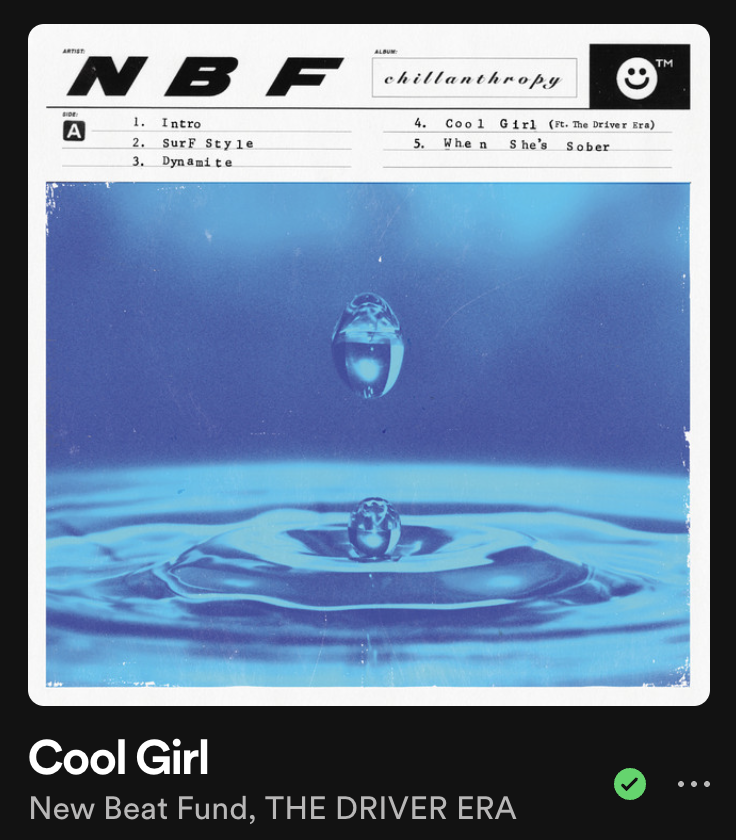 ARTIST:
NBF
ALBUM:
chillanthropy
TM
SIDE:
A
1. Intro
2. SurF Style
3. Dynamite
4. Cool Girl (Ft. The Driver Era)
5. When She's Sober
Cool Girl
New Beat Fund, THE DRIVER ERA